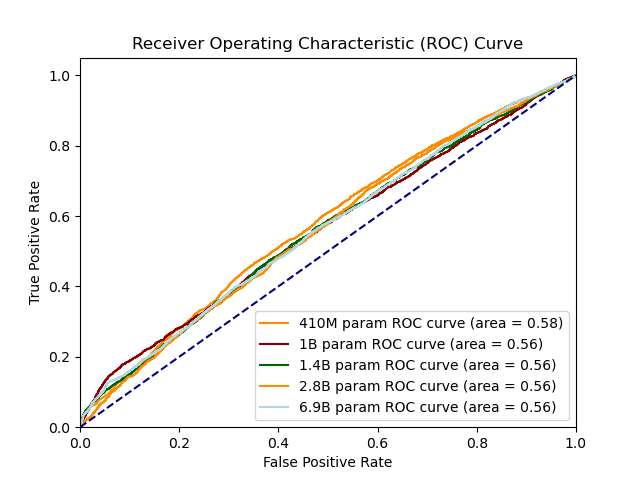 Receiver Operating Characteristic (ROC) Curve
1.0
0.8
0.6
0.4
0.2
0.0
True Positive Rate
410M param ROC curve (area = 0.58)
1B param ROC curve (area = 0.56)
1.4B param ROC curve (area = 0.56)
2.8B param ROC curve (area = 0.56)
6.9B param ROC curve (area = 0.56)
0.0 0.2 0.4 0.6 0.8 1.0
False Positive Rate